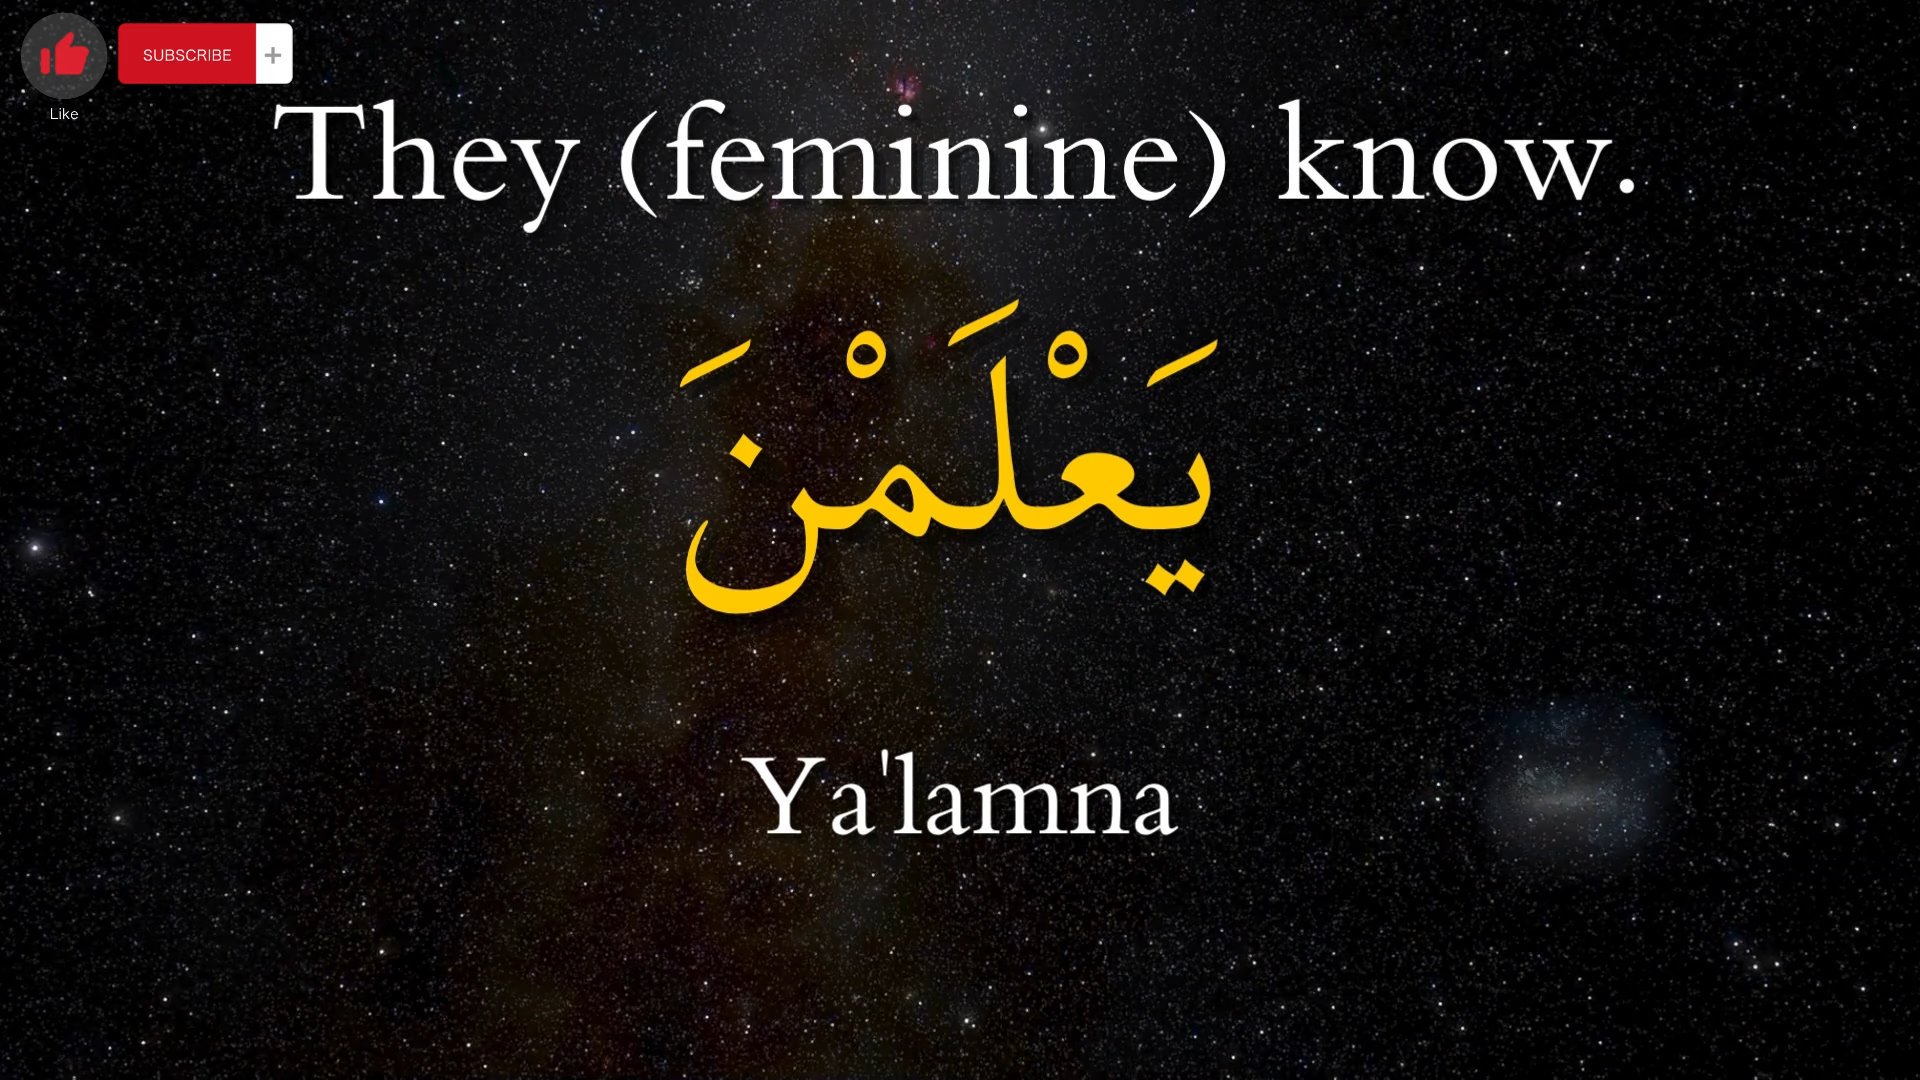 SUBSCRIBE +
Like
They (feminine) know.
يَعْلَمْنَ
Ya'lamna